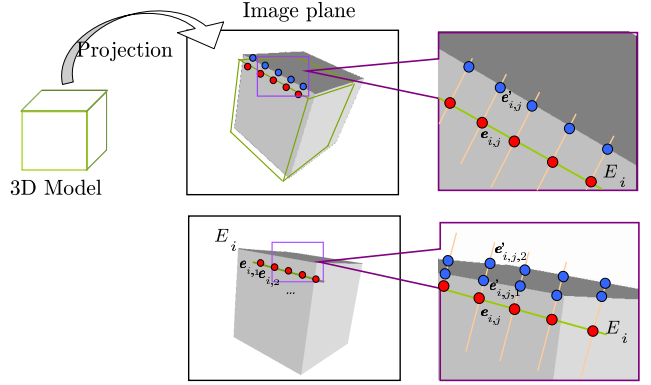 Image plane
Projection
3D Model
e'i,j
ei,j
Ei
Ei
ei,1
ei,2
...
e'i,j,2
e'i,j,1
ei,j
Ei